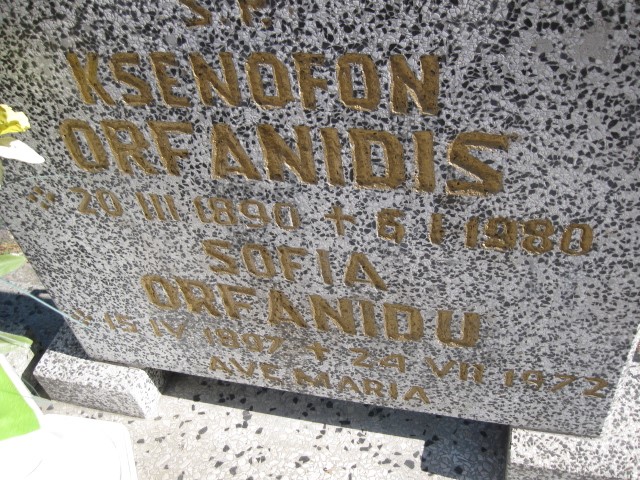 Ś.P.
KSENOFON
ORFANIDIS
* 20 III 1890 + 6 I 1980
SOFIA
ORFANIDU
* 15 IV 1897 + 24 VII 1972
AVE MARIA